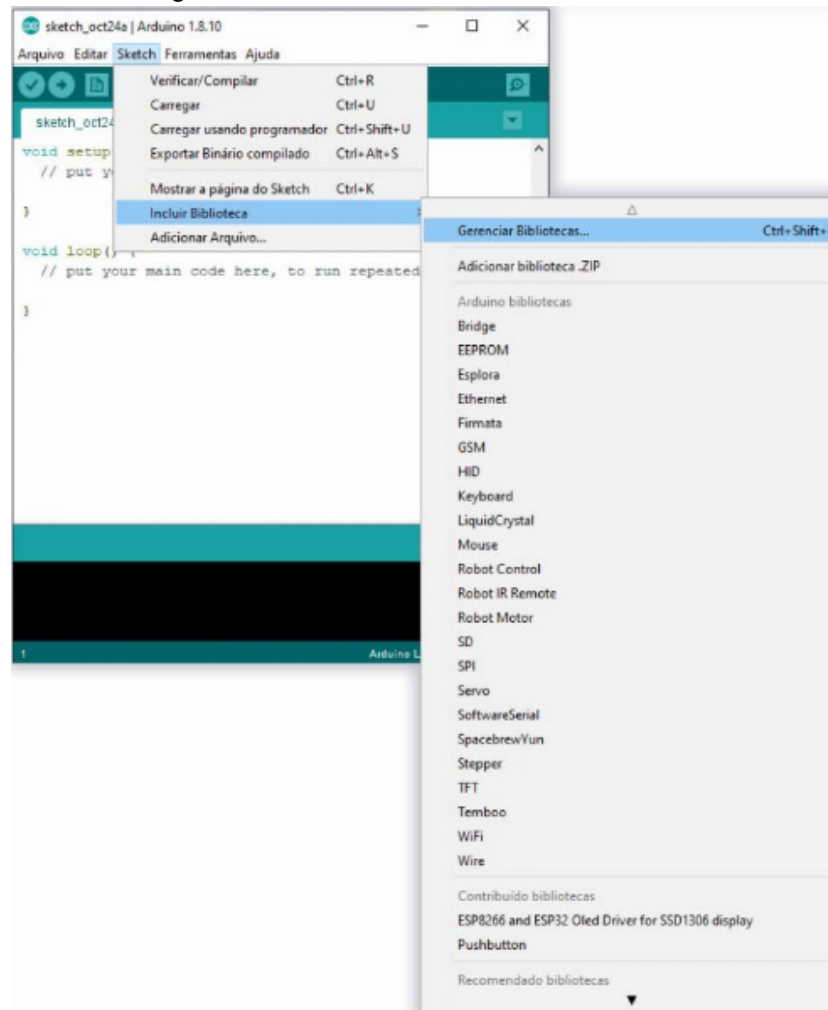 sketch_oct24a | Arduino 1.8.10
Arquivo Editar Sketch Ferramentas Ajuda
Verificar/Compilar Ctrl+R
Carregar Ctrl+U
sketch_oct24
Carregar usando programador Ctrl+Shift+U
void setup
Exportar Binário compilado Ctrl+Alt+S
// put y
Mostrar a página do Sketch Ctrl+K
}
Incluir Biblioteca
Adicionar Arquivo...
void loop() {
// put your main code here, to run repeated
}
1
Arduino L
Gerenciar Bibliotecas... Ctrl+Shift+
Adicionar biblioteca .ZIP
Arduino bibliotecas
Bridge
EEPROM
Esplora
Ethernet
Firmata
GSM
HID
Keyboard
LiquidCrystal
Mouse
Robot Control
Robot IR Remote
Robot Motor
SD
SPI
Servo
SoftwareSerial
SpacebrewYun
Stepper
TFT
Temboo
WiFi
Wire
Contribuído bibliotecas
ESP8266 and ESP32 Oled Driver for SSD1306 display
Pushbutton
Recomendado bibliotecas